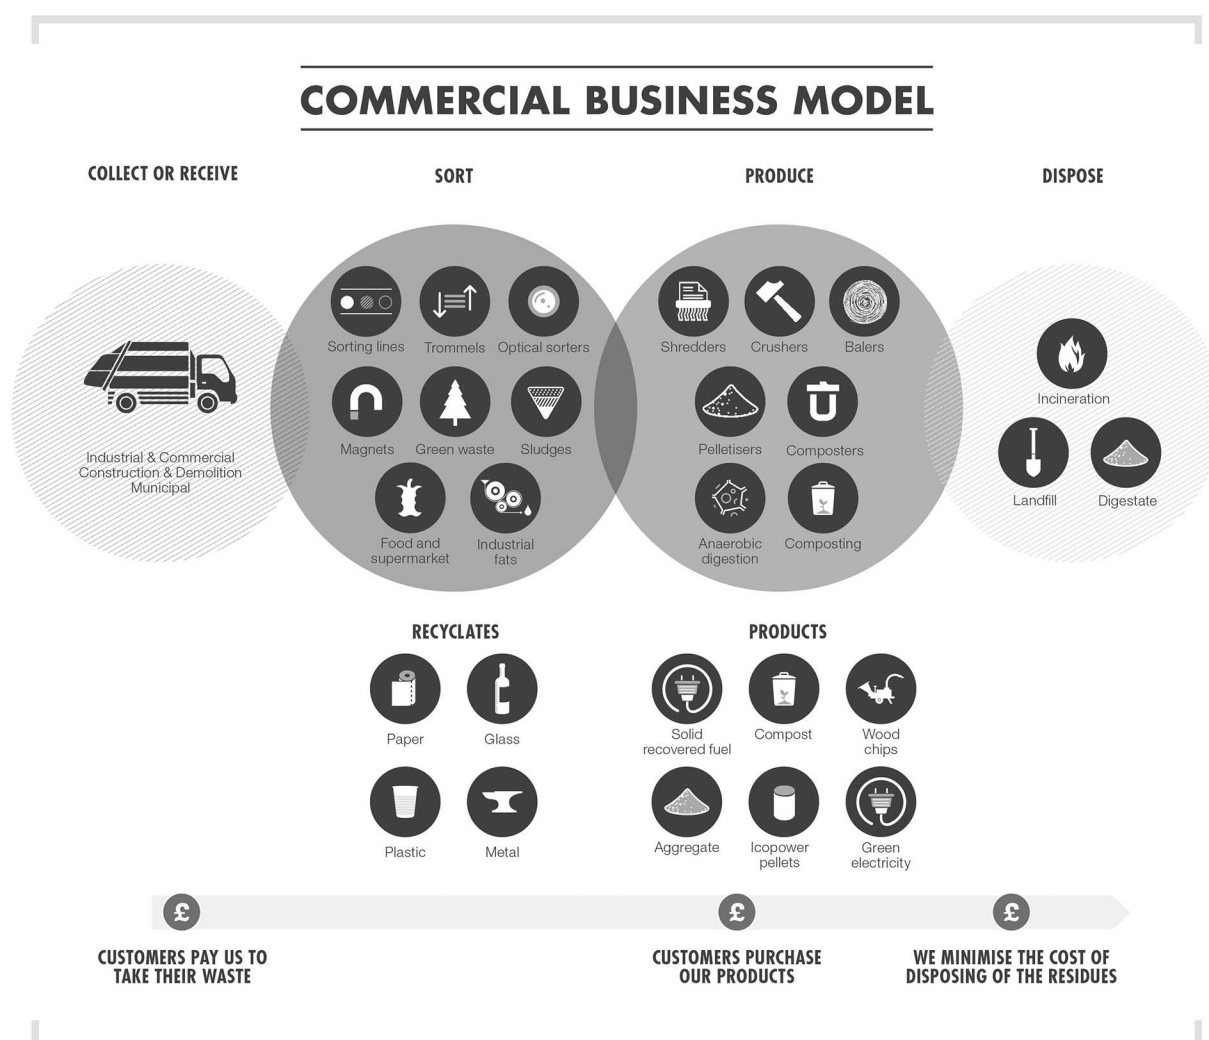 COMMERCIAL BUSINESS MODEL
COLLECT OR RECEIVE
SORT
PRODUCE
DISPOSE
Industrial & Commercial
Construction & Demolition
Municipal
Sorting lines
Trommels
Optical sorters
Magnets
Green waste
Sludges
Food and
supermarket
Industrial
fats
Shredders
Crushers
Balers
Pelletisers
Composters
Anaerobic
digestion
Composting
Incineration
Landfill
Digestate
RECYCLATES
Paper
Glass
Plastic
Metal
PRODUCTS
Solid
recovered fuel
Compost
Wood
chips
Aggregate
Icopower
pellets
Green
electricity
£
£
£
CUSTOMERS PAY US TO
TAKE THEIR WASTE
CUSTOMERS PURCHASE
OUR PRODUCTS
WE MINIMISE THE COST OF
DISPOSING OF THE RESIDUES